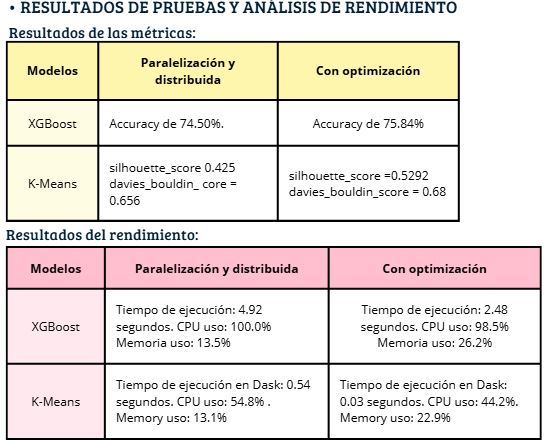 • RESULTADOS DE PRUEBAS Y ANÁLISIS DE RENDIMIENTO
Resultados de las métricas:
Modelos
Paralelización y
distribuida
Con optimización
XGBoost
Accuracy de 74.50%.
Accuracy de 75.84%
K-Means
silhouette_score 0.425
davies_bouldin_ core =
0.656
silhouette_score =0.5292
davies_bouldin_score = 0.68
Resultados del rendimiento:
Modelos
Paralelización y distribuida
Con optimización
XGBoost
Tiempo de ejecución: 4.92
segundos. CPU uso: 100.0%
Memoria uso: 13.5%
Tiempo de ejecución: 2.48
segundos. CPU uso: 98.5%
Memoria uso: 26.2%
K-Means
Tiempo de ejecución en Dask: 0.54
segundos. CPU uso: 54.8% .
Memory uso: 13.1%
Tiempo de ejecución en Dask:
0.03 segundos. CPU uso: 44.2%.
Memory uso: 22.9%